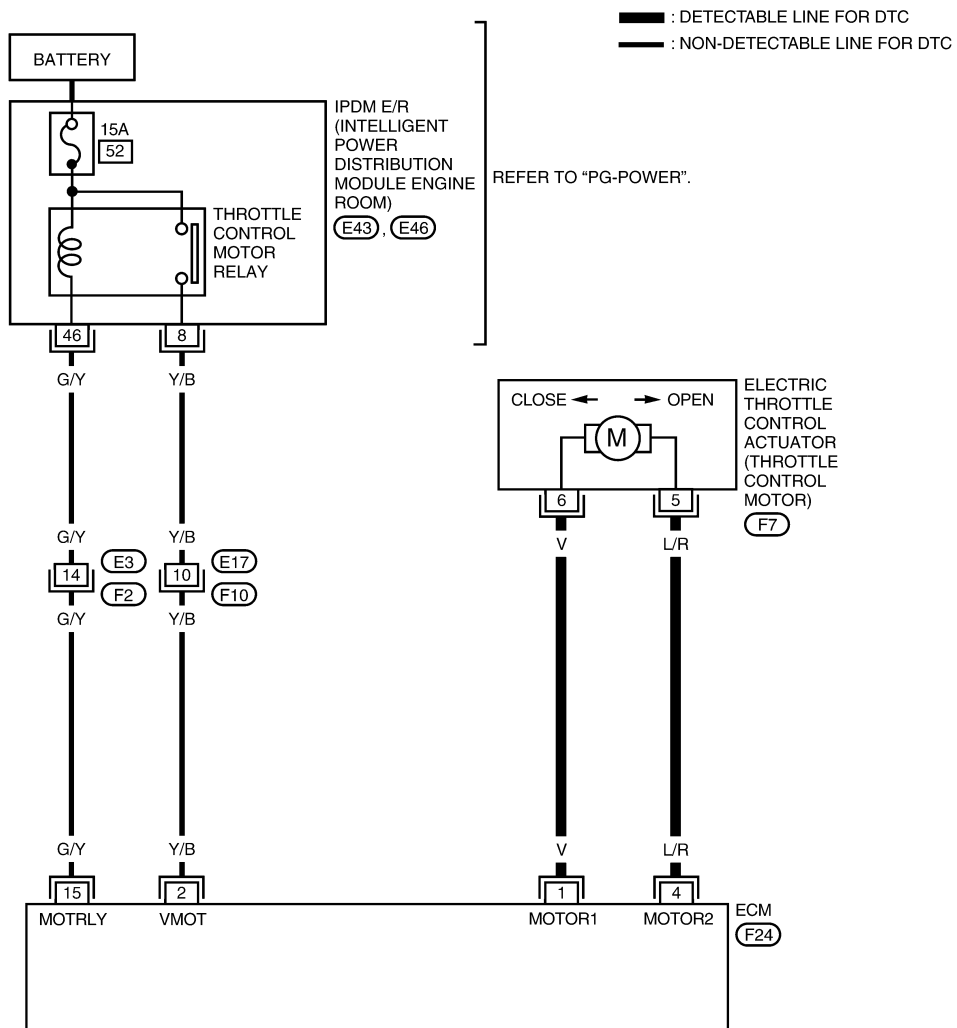 : DETECTABLE LINE FOR DTC
: NON-DETECTABLE LINE FOR DTC
BATTERY
15A
52
IPDM E/R
(INTELLIGENT
POWER
DISTRIBUTION
MODULE ENGINE
ROOM)
E43 , E46
REFER TO “PG-POWER”.
THROTTLE
CONTROL
MOTOR
RELAY
46 8
G/Y Y/B
CLOSE OPEN
M
ELECTRIC
THROTTLE
CONTROL
ACTUATOR
(THROTTLE
CONTROL
MOTOR)
F7
6 5
V L/R
G/Y Y/B
14 E3 10 E17
F2 F10
G/Y Y/B
G/Y Y/B V L/R
15 2 1 4
MOTRLY VMOT MOTOR1 MOTOR2
ECM
F24